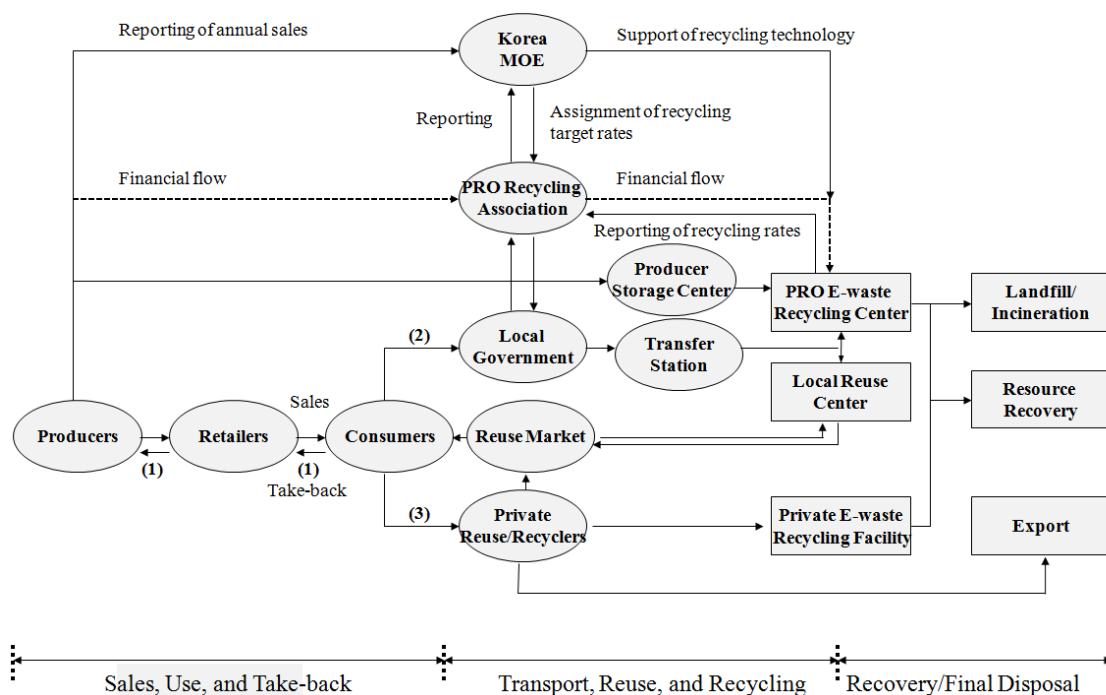 Reporting of annual sales
Korea
MOE
Support of recycling technology
Reporting
Assignment of recycling
target rates
Financial flow
PRO Recycling
Association
Financial flow
Reporting of recycling rates
Producer
Storage Center
PRO E-waste
Recycling Center
Landfill/
Incineration
(2)
Local
Government
Transfer
Station
Local Reuse
Center
Resource
Recovery
Sales
Producers
Retailers
Consumers
Reuse Market
(1)
(1)
Take-back
(3)
Private
Reuse/Recyclers
Private E-waste
Recycling Facility
Export
Sales, Use, and Take-back
Transport, Reuse, and Recycling
Recovery/Final Disposal